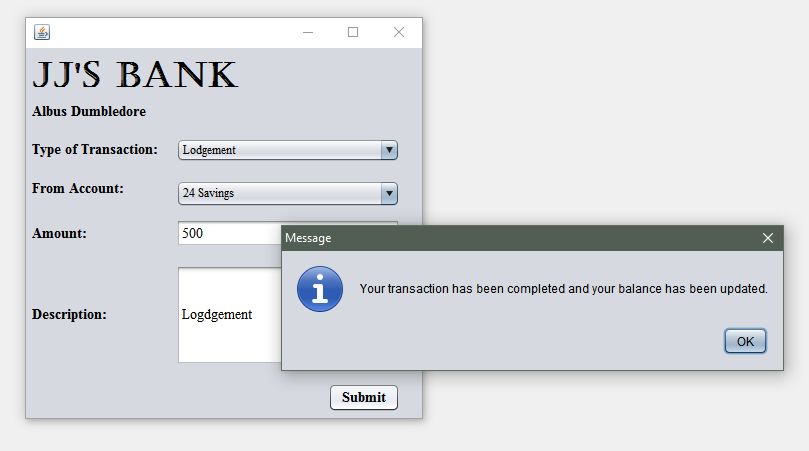 JJ'S BANK
Albus Dumbledore
Type of Transaction: Lodgement
From Account: 24 Savings
Amount: 500
Message
Your transaction has been completed and your balance has been updated.
Description: Logdgement
OK
Submit